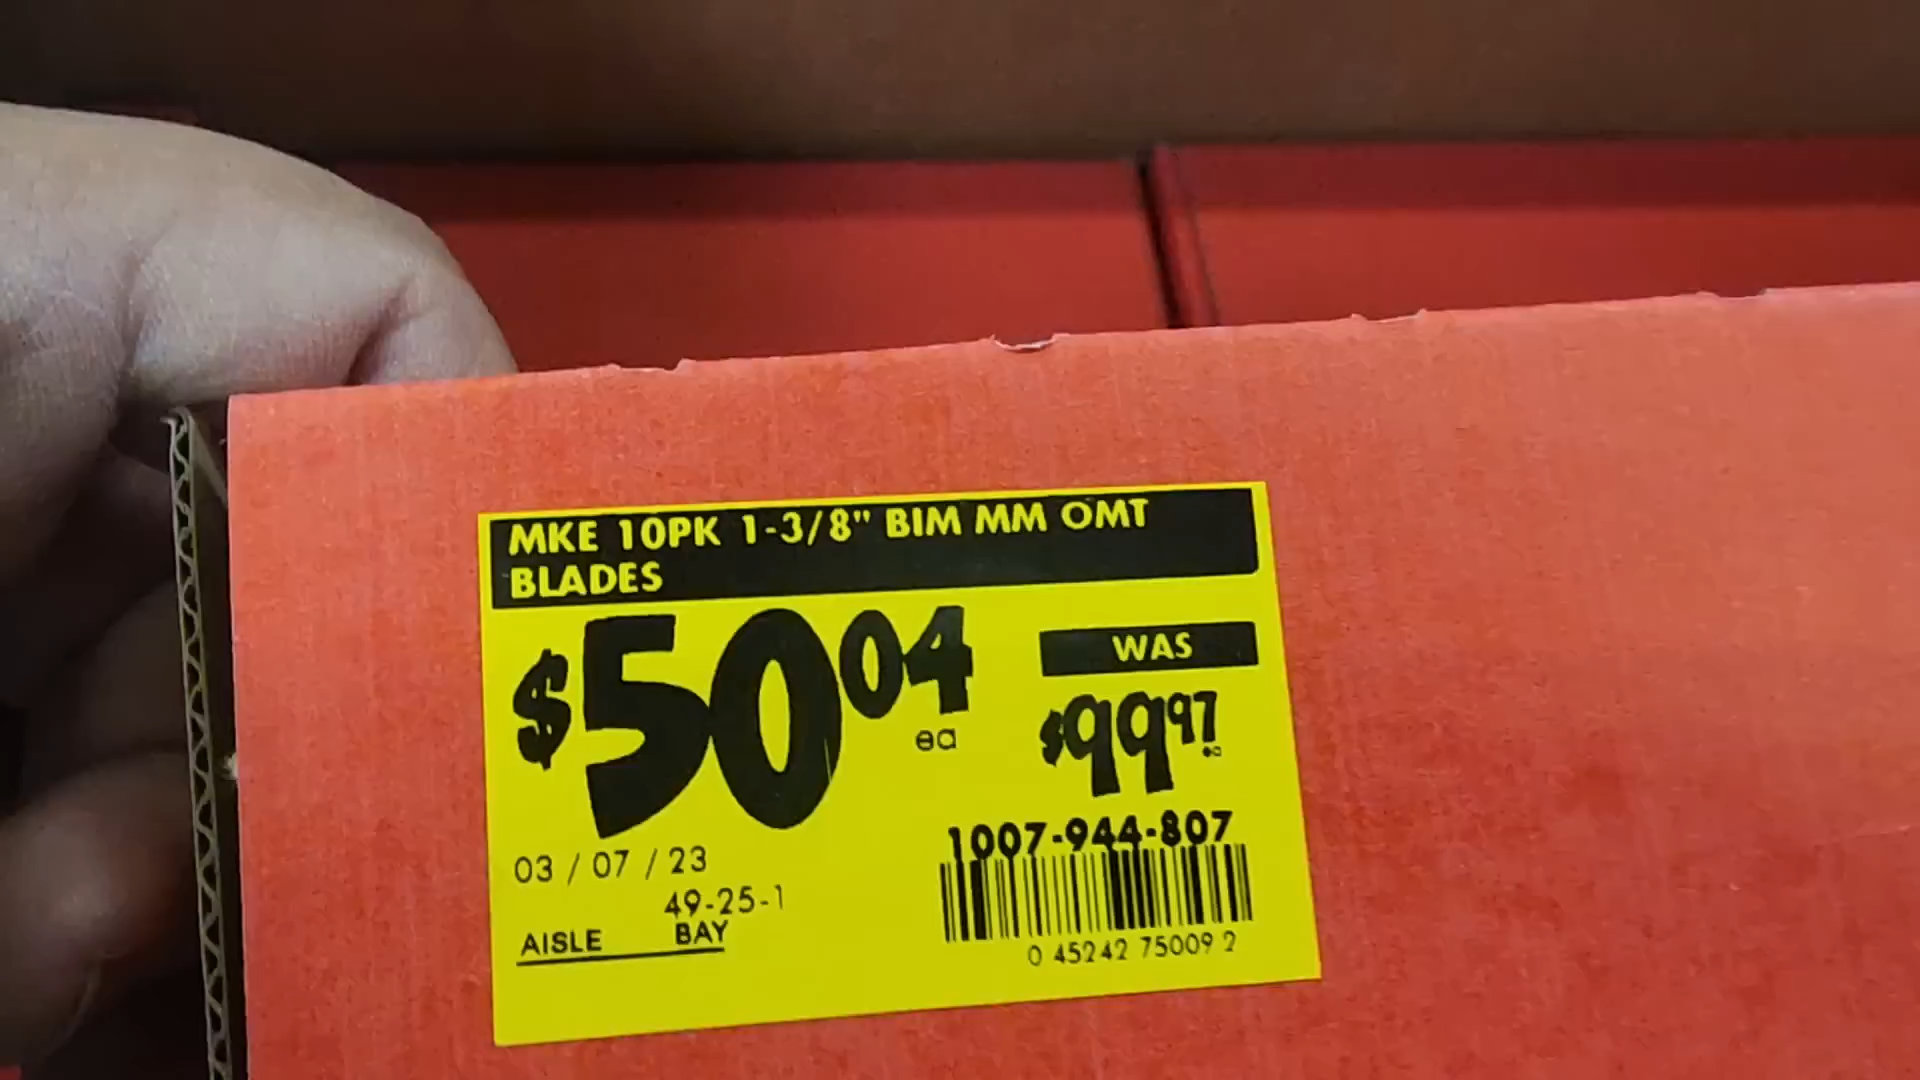 MKE 10PK 1-3/8" BIM MM OMT
BLADES
$50 04
ea
WAS
$99 97
ea
1007-944-807
03 / 07 / 23
49-25-1
AISLE BAY
0 45242 75009 2